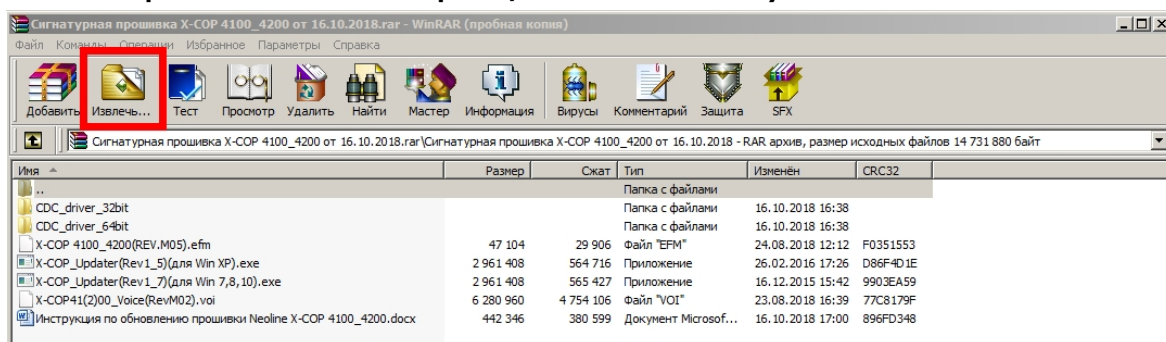 Сигнатурная прошивка X-COP 4100_4200 от 16.10.2018.rar - WinRAR (пробная копия)
Файл Команды Операции Избранное Параметры Справка
Добавить Извлечь... Тест Просмотр Удалить Найти Мастер Информация Вирусы Комментарий Защита SFX
Сигнатурная прошивка X-COP 4100_4200 от 16.10.2018.rar\Сигнатурная прошивка X-COP 4100_4200 от 16.10.2018 - RAR архив, размер исходных файлов 14 731 880 байт
Имя Размер Сжат Тип Изменён CRC32
.. Папка с файлами
CDC_driver_32bit Папка с файлами 16.10.2018 16:38
CDC_driver_64bit Папка с файлами 16.10.2018 16:38
X-COP 4100_4200(REV.M05).efm 47 104 29 906 Файл "EFM" 24.08.2018 12:12 F0351553
X-COP_Updater(Rev1_5)(для Win XP).exe 2 961 408 564 716 Приложение 26.02.2016 17:26 D86F4D1E
X-COP_Updater(Rev1_7)(для Win 7,8,10).exe 2 961 408 565 427 Приложение 16.12.2015 15:42 9903EA59
X-COP41(2)00_Voice(RevM02).voi 6 280 960 4 754 106 Файл "VOI" 23.08.2018 16:39 77C8179F
Инструкция по обновлению прошивки Neoline X-COP 4100_4200.docx 442 346 380 599 Документ Microsof... 16.10.2018 17:00 896FD348